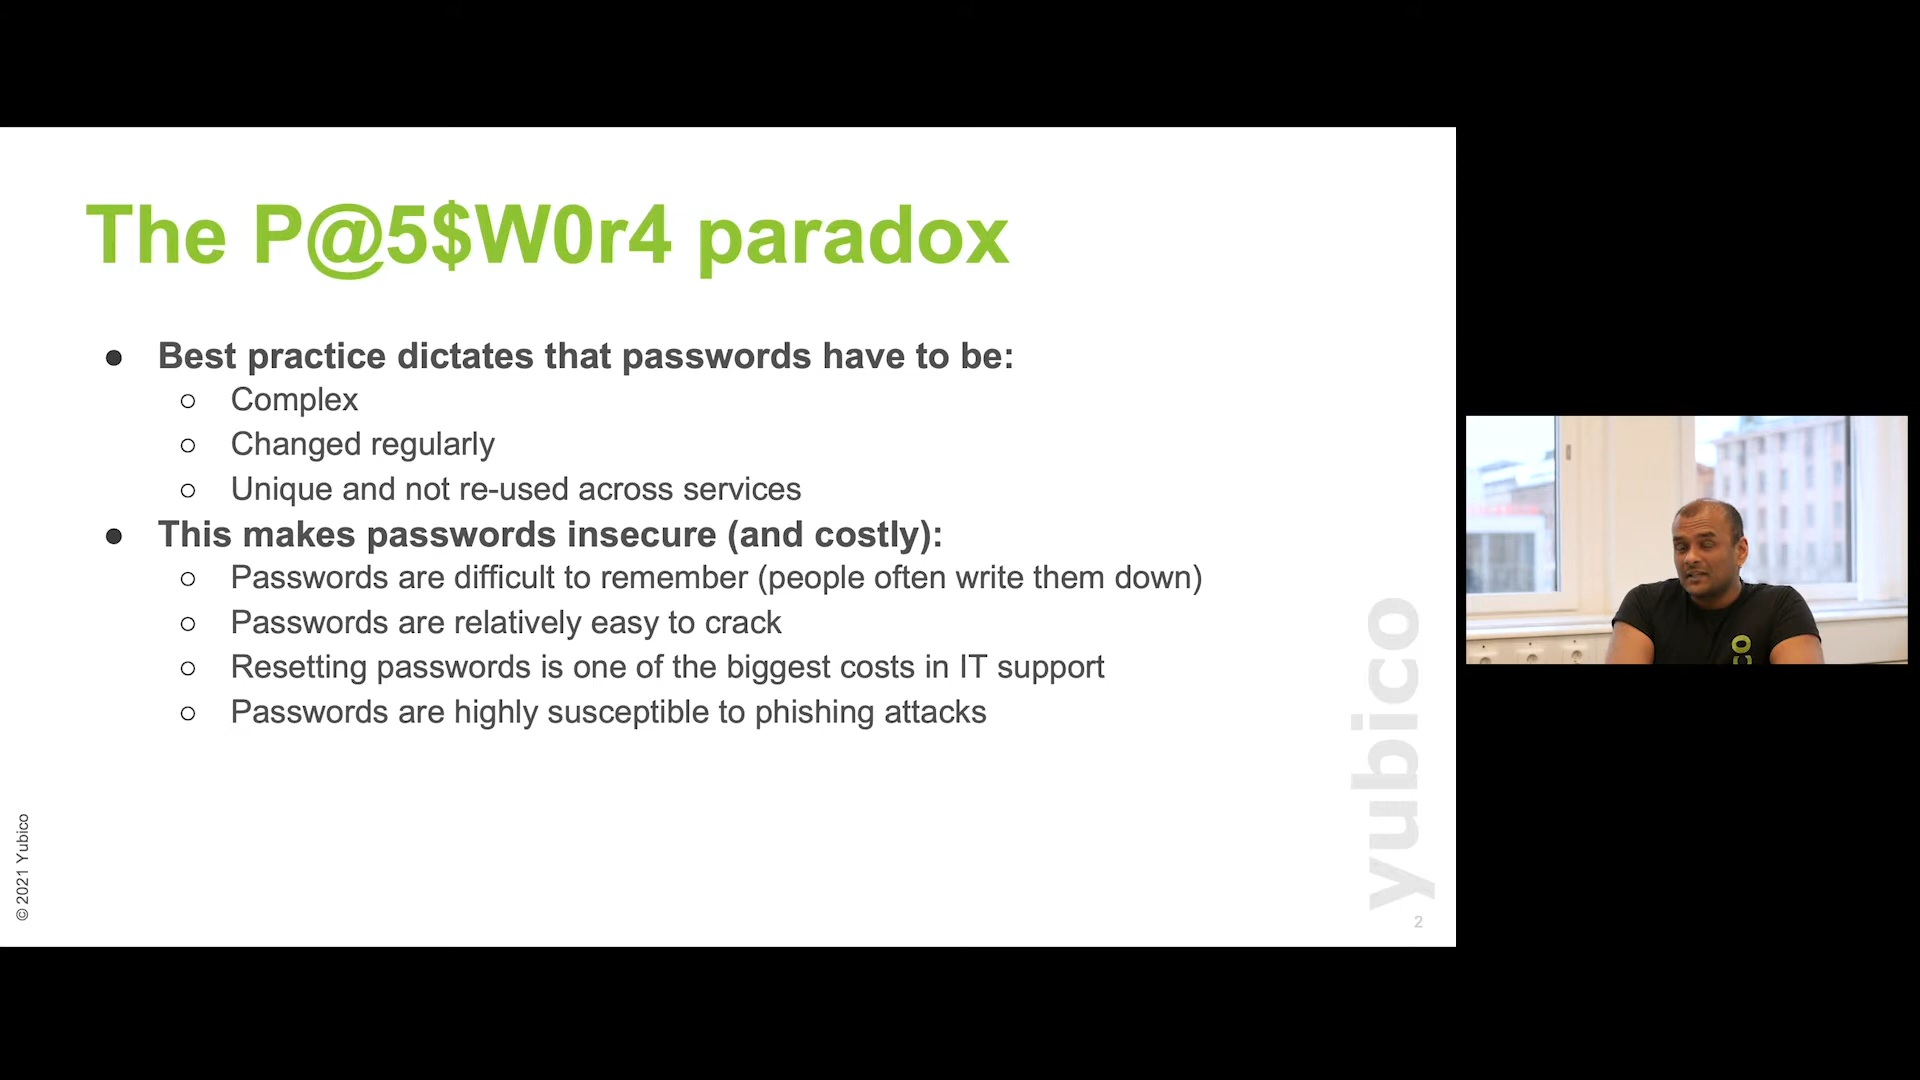 The P@5$W0r4 paradox
● Best practice dictates that passwords have to be:
○ Complex
○ Changed regularly
○ Unique and not re-used across services
● This makes passwords insecure (and costly):
○ Passwords are difficult to remember (people often write them down)
○ Passwords are relatively easy to crack
○ Resetting passwords is one of the biggest costs in IT support
○ Passwords are highly susceptible to phishing attacks
© 2021 Yubico
yubico
2
co